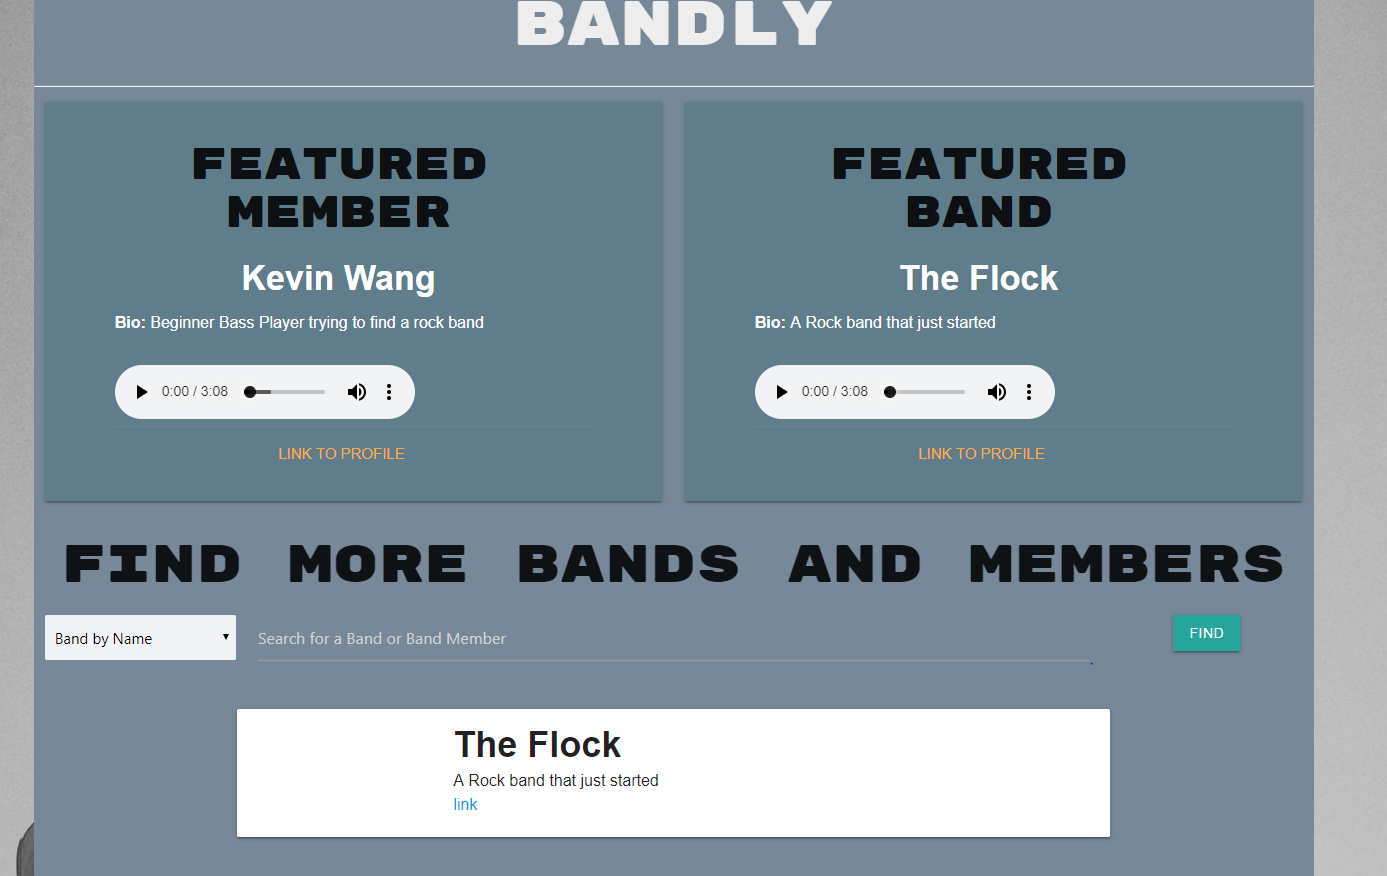 BANDLY
FEATURED
MEMBER
Kevin Wang
Bio: Beginner Bass Player trying to find a rock band
0:00 / 3:08
LINK TO PROFILE
FEATURED
BAND
The Flock
Bio: A Rock band that just started
0:00 / 3:08
LINK TO PROFILE
FIND MORE BANDS AND MEMBERS
Band by Name
Search for a Band or Band Member
.
FIND
The Flock
A Rock band that just started
link